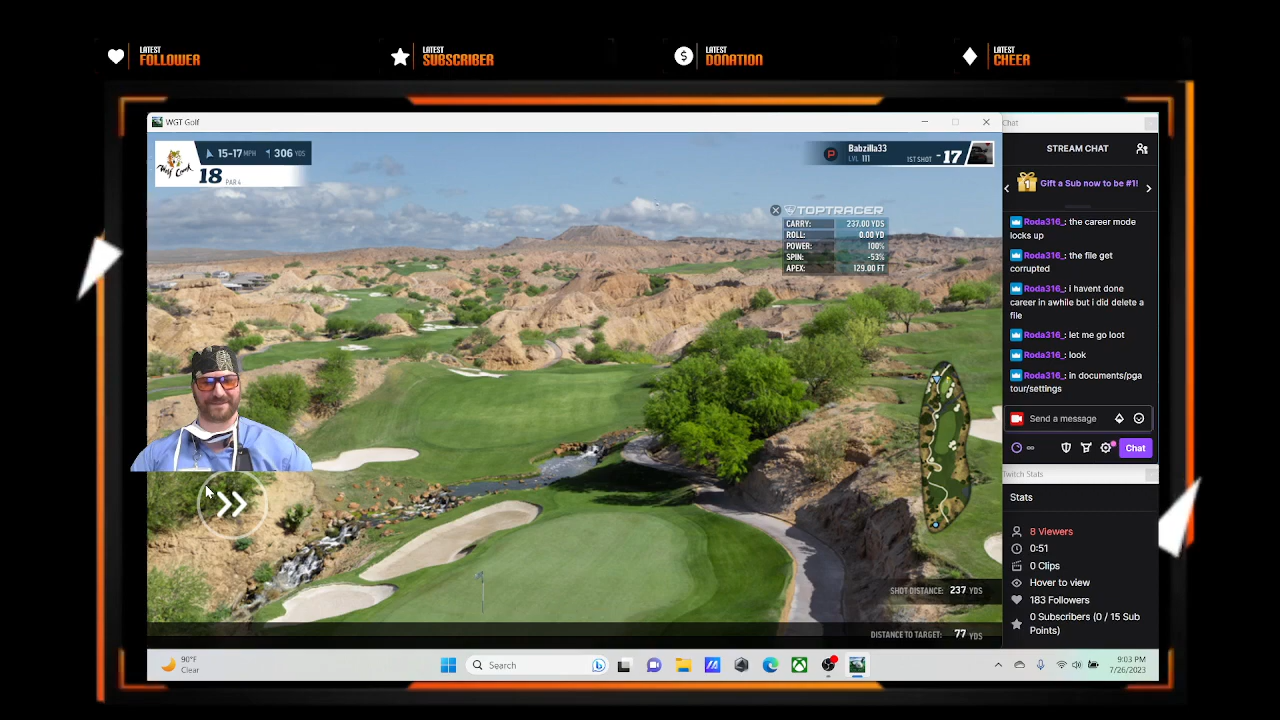 LATEST
FOLLOWER
LATEST
SUBSCRIBER
LATEST
DONATION
LATEST
CHEER
WGT Golf
15-17 MPH
306 YDS
Wolf Creek
18 PAR 4
P
Babzilla33
LVL 111
1ST SHOT -17
TOPTRACER
CARRY: 237.00 YDS
ROLL: 0.00 YD
POWER: 100%
SPIN: -53%
APEX: 129.00 FT
SHOT DISTANCE: 237 YDS
DISTANCE TO TARGET: 77 YDS
Chat
STREAM CHAT
1 Gift a Sub now to be #1!
Roda316_: the career mode
locks up
Roda316_: the file get
corrupted
Roda316_: i havent done
career in awhile but i did delete a
file
Roda316_: let me go loot
Roda316_: look
Roda316_: in documents/pga
tour/settings
Send a message
Chat
Twitch Stats
Stats
8 Viewers
0:51
0 Clips
Hover to view
183 Followers
0 Subscribers (0 / 15 Sub
Points)
90°F
Clear
Search
9:03 PM
7/26/2023